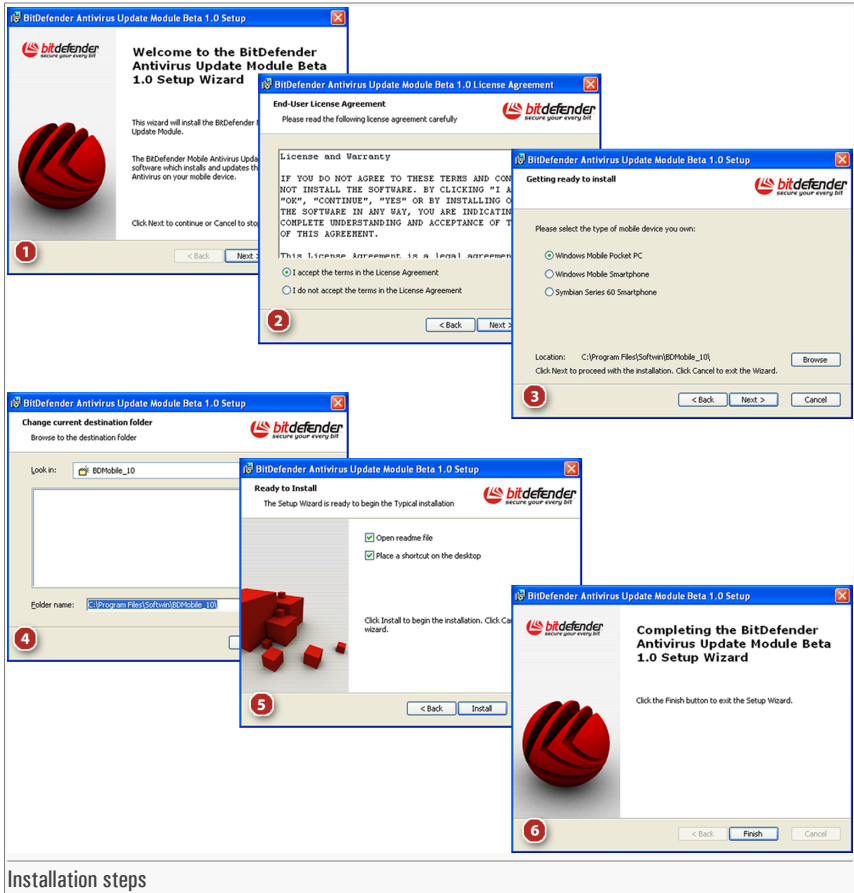 BitDefender Antivirus Update Module Beta 1.0 Setup
bitdefender
secure your every bit
Welcome to the BitDefender
Antivirus Update Module Beta
1.0 Setup Wizard
This wizard will install the BitDefender
Update Module.
The BitDefender Mobile Antivirus Upda
software which installs and updates th
Antivirus on your mobile device.
Click Next to continue or Cancel to sto
< Back
Next >
1
BitDefender Antivirus Update Module Beta 1.0 License Agreement
End-User License Agreement
Please read the following license agreement carefully
bitdefender
secure your every bit
License and Warranty
IF YOU DO NOT AGREE TO THESE TERMS AND CON
NOT INSTALL THE SOFTWARE. BY CLICKING "I A
"OK", "CONTINUE", "YES" OR BY INSTALLING O
THE SOFTWARE IN ANY WAY, YOU ARE INDICATIN
COMPLETE UNDERSTANDING AND ACCEPTANCE OF T
OF THIS AGREEMENT.
This License Agreement is a legal agreemen
I accept the terms in the License Agreement
I do not accept the terms in the License Agreement
< Back
Next >
2
BitDefender Antivirus Update Module Beta 1.0 Setup
Getting ready to install
bitdefender
secure your every bit
Please select the type of mobile device you own:
Windows Mobile Pocket PC
Windows Mobile Smartphone
Symbian Series 60 Smartphone
Location: C:\Program Files\Softwin\BDMobile_10\
Browse
Click Next to proceed with the installation. Click Cancel to exit the Wizard.
< Back
Next >
Cancel
3
BitDefender Antivirus Update Module Beta 1.0 Setup
Change current destination folder
Browse to the destination folder
bitdefender
secure your every bit
Look in:
BDMobile_10
Folder name:
C:\Program Files\Softwin\BDMobile_10\
4
BitDefender Antivirus Update Module Beta 1.0 Setup
Ready to Install
The Setup Wizard is ready to begin the Typical installation
bitdefender
secure your every bit
Open readme file
Place a shortcut on the desktop
Click Install to begin the installation. Click Ca
wizard.
< Back
Install
5
BitDefender Antivirus Update Module Beta 1.0 Setup
bitdefender
secure your every bit
Completing the BitDefender
Antivirus Update Module Beta
1.0 Setup Wizard
Click the Finish button to exit the Setup Wizard.
< Back
Finish
Cancel
6
Installation steps